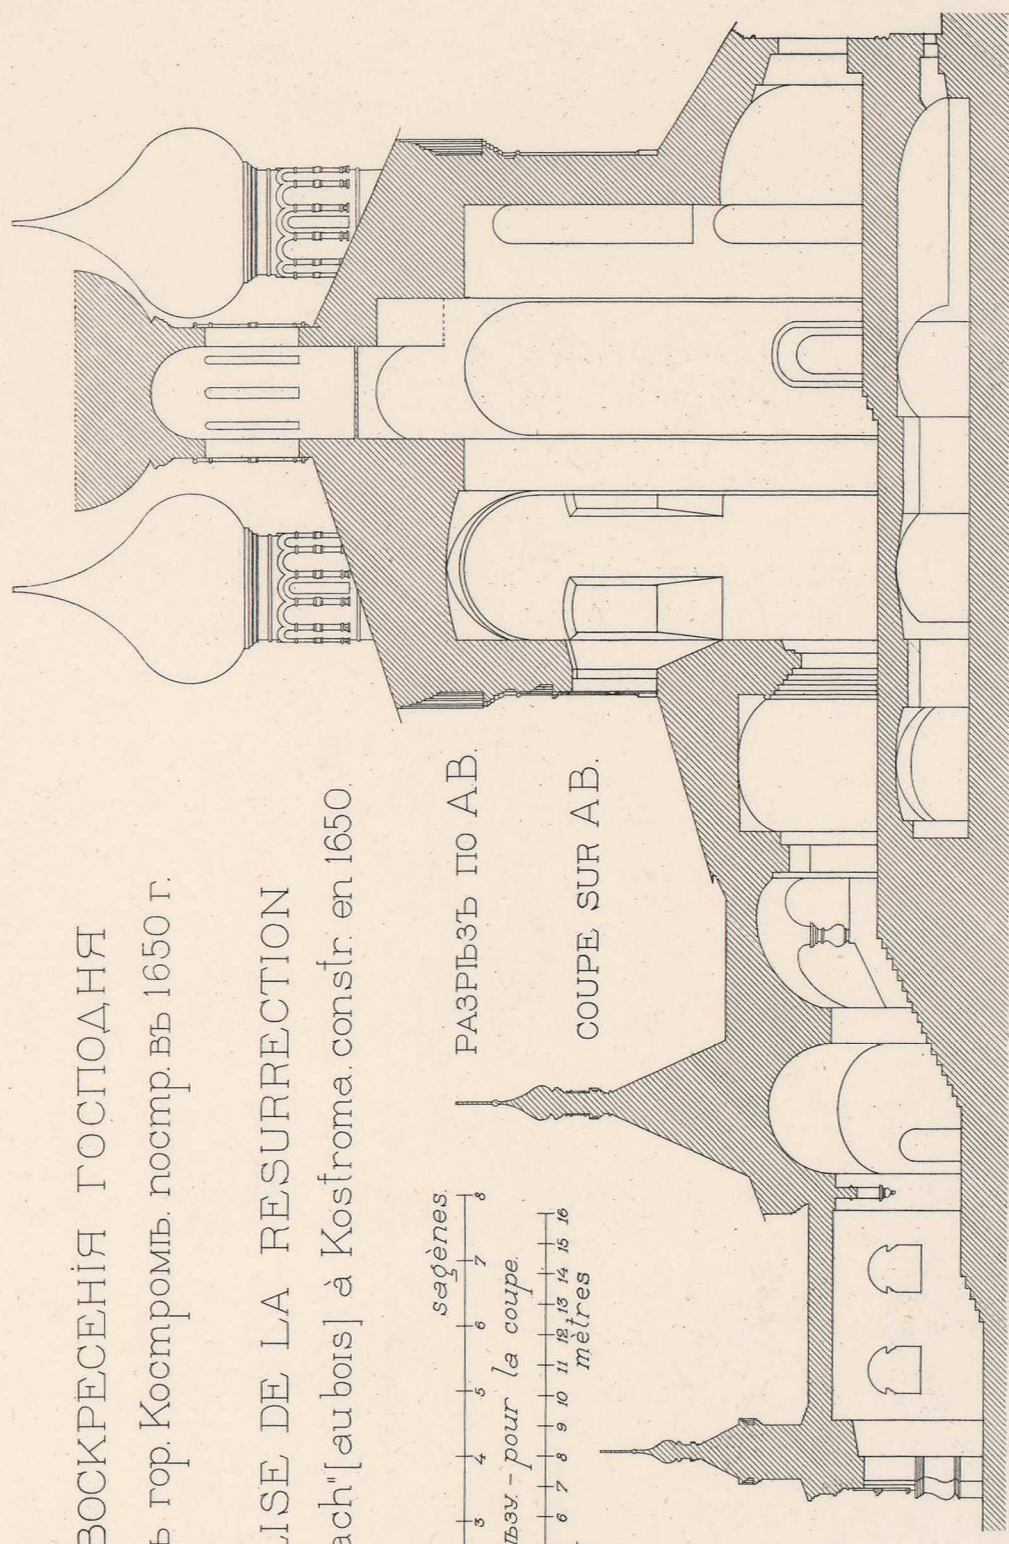 ВОСКРЕСЕНІЯ ГОСПОДНЯ
гор. Костромѣ. постр. въ 1650 г.
DE LA RESURRECTION
[au bois] à Kostroma. constr. en 1650.
РАЗРѢЗЪ ПО АВ.
COUPE SUR AB.
sagènes.
3 4 5 6 7 8
- pour la coupe.
6 7 8 9 10 11 12 13 14 15 16
mètres